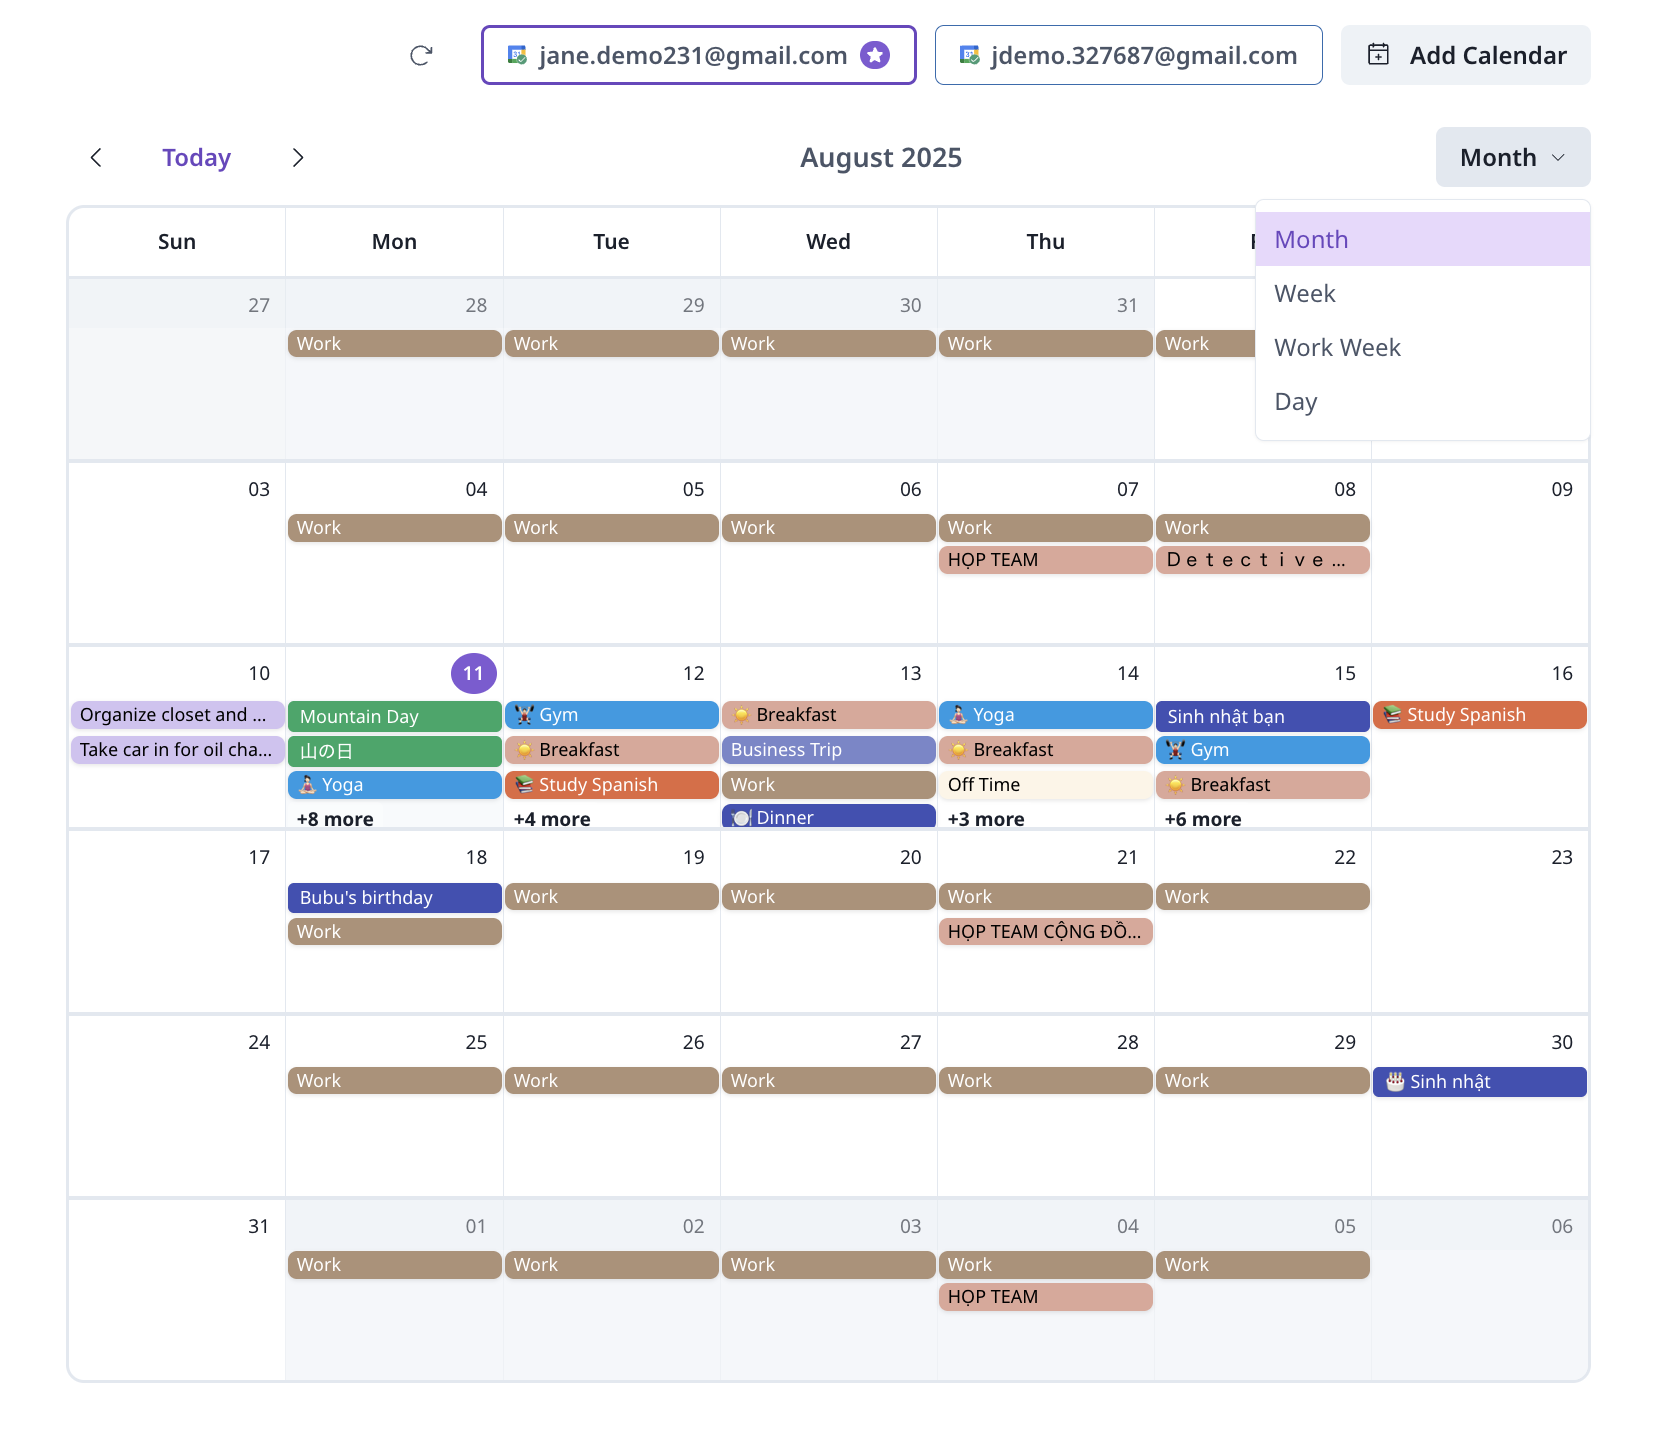 jane.demo231@gmail.com
jdemo.327687@gmail.com
Add Calendar
Today
August 2025
Month
Sun Mon Tue Wed Thu
Month
Week
Work Week
Day
27 28 29 30 31
Work Work Work Work Work
03 04 05 06 07 08 09
Work Work Work Work Work
HỌP TEAM Ｄｅｔｅｃｔｉｖｅ ...
10 11 12 13 14 15 16
Organize closet and ... Mountain Day Gym Breakfast Yoga Sinh nhật bạn Study Spanish
Take car in for oil cha... 山の日 Breakfast Business Trip Breakfast Gym
Yoga Study Spanish Work Off Time Breakfast
+8 more +4 more Dinner +3 more +6 more
17 18 19 20 21 22 23
Bubu's birthday Work Work Work Work
Work HỌP TEAM CỘNG ĐỒ...
24 25 26 27 28 29 30
Work Work Work Work Work Sinh nhật
31 01 02 03 04 05 06
Work Work Work Work Work
HỌP TEAM